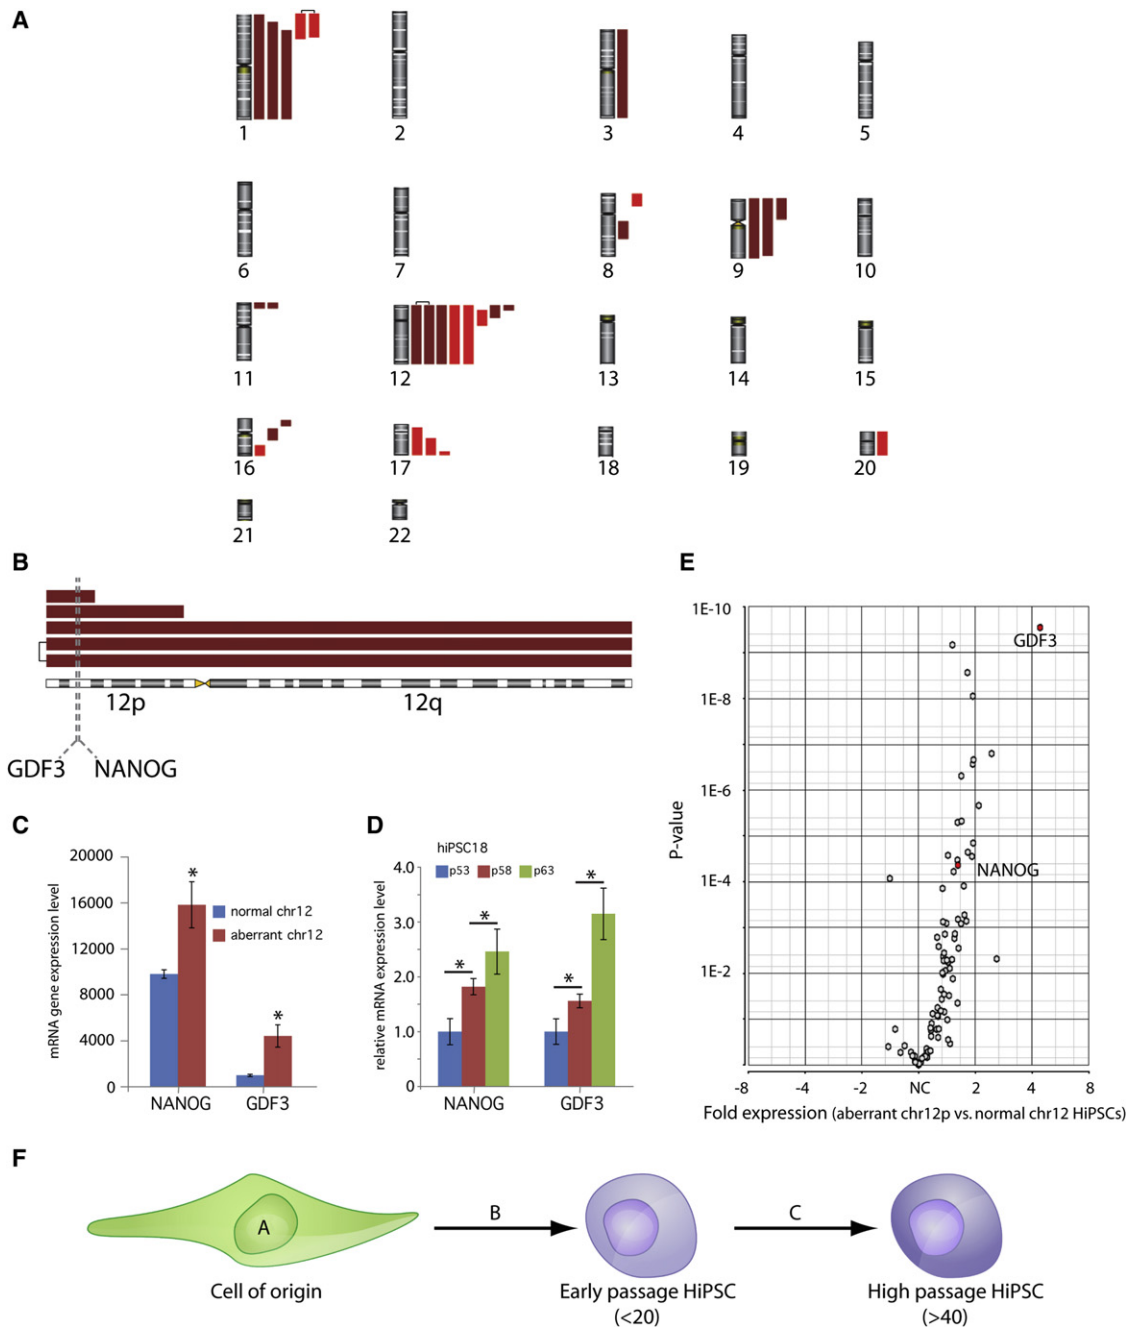 A
1
2
3
4
5
6
7
8
9
10
11
12
13
14
15
16
17
18
19
20
21
22
B
12p
12q
GDF3
NANOG
C
20000
16000
12000
8000
4000
0
mRNA gene expression level
*
*
normal chr12
aberrant chr12
NANOG
GDF3
D
hiPSC18
p53
p58
p63
4.0
3.0
2.0
1.0
0
relative mRNA expression level
*
*
*
*
NANOG
GDF3
E
1E-10
1E-8
1E-6
1E-4
1E-2
P-value
GDF3
NANOG
-8
-4
-2
NC
2
4
8
Fold expression (aberrant chr12p vs. normal chr12 HiPSCs)
F
A
B
C
Cell of origin
Early passage HiPSC
(<20)
High passage HiPSC
(>40)